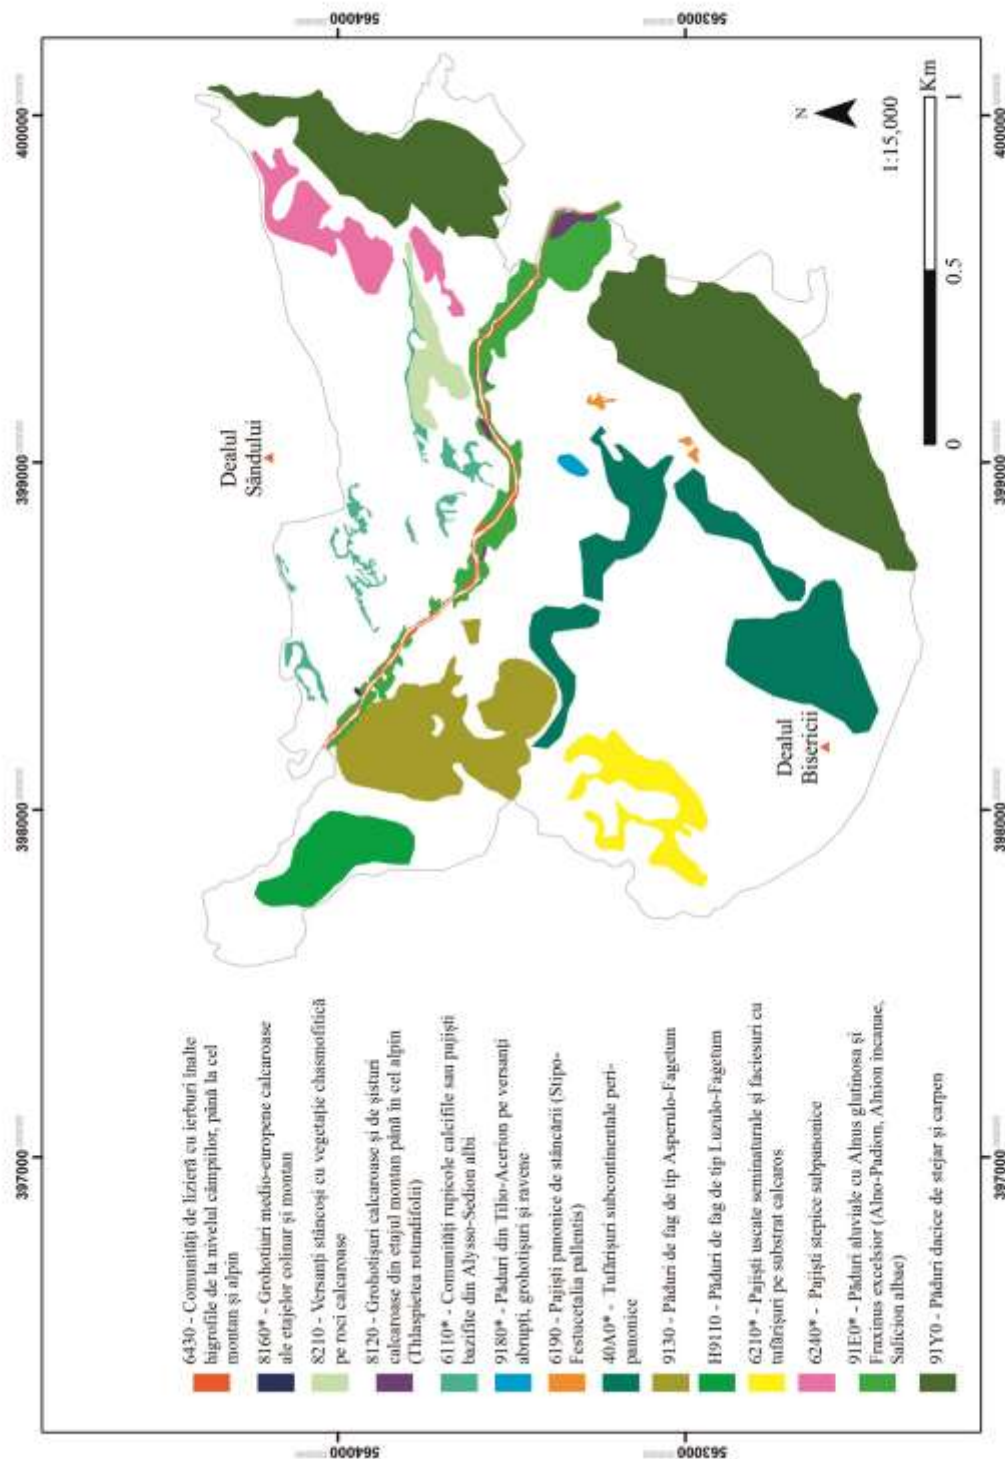 397000
398000
399000
400000
564000
563000
Dealul
Sândului
Dealul
Bisericii
N
1:15,000
0
0.5
1
Km
6430 - Comunități de lizieră cu ierburi înalte
higrofile de la nivelul câmpiilor, până la cel
montan și alpin
8160* - Grohotiuri medio-europene calcaroase
ale etajelor colinar și montan
8210 - Versanți stâncoși cu vegetație chasmofitică
pe roci calcaroase
8120 - Grohotișuri calcaroase și de șisturi
calcaroase din etajul montan până în cel alpin
(Thlaspietea rotundifolii)
6110* - Comunități rupicole calcifile sau pajiști
bazifite din Alysso-Sedion albi
9180* - Păduri din Tilio-Acerion pe versanți
abrupți, grohotișuri și ravene
6190 - Pajiști panonice de stâncării (Stipo-
Festucetalia pallentis)
40A0* - Tufărișuri subcontinentale peri-
panonice
9130 - Păduri de fag de tip Asperulo-Fagetum
H9110 - Păduri de fag de tip Luzulo-Fagetum
6210* - Pajiști uscate seminaturale și faciesuri cu
tufărișuri pe substrat calcaros
6240* - Pajiști stepice subpanonice
91E0* - Păduri aluviale cu Alnus glutinosa și
Fraxinus excelsior (Alno-Padion, Alnion incanae,
Salicion albae)
91Y0 - Păduri dacice de stejar și carpen
564000
563000
397000
398000
399000
400000